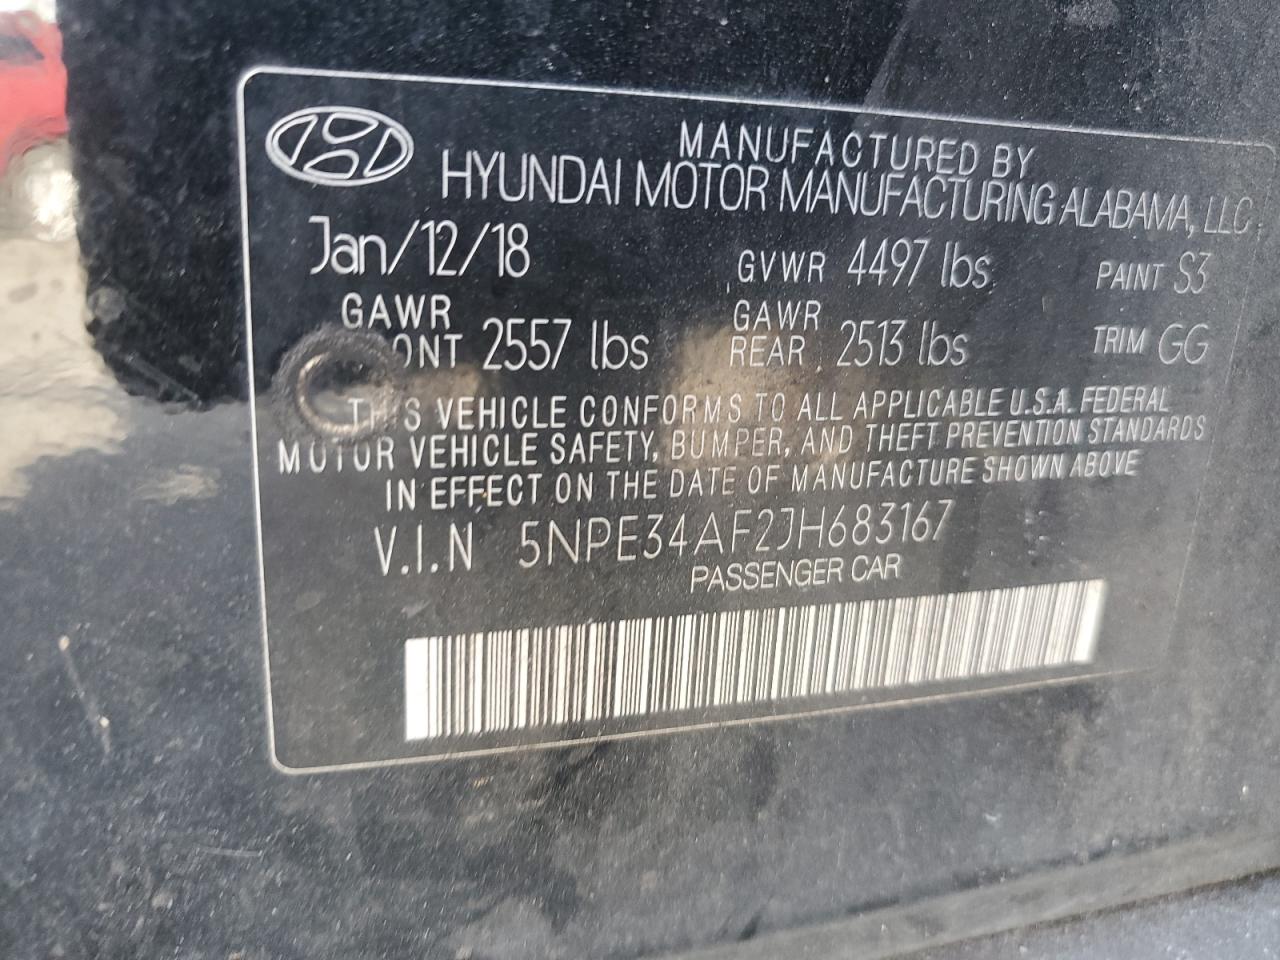 MANUFACTURED BY
HYUNDAI MOTOR MANUFACTURING ALABAMA, LLC.
Jan/12/18 GVWR 4497 lbs PAINT S3
GAWR GAWR
2557 lbs REAR 2513 lbs TRIM GG
THIS VEHICLE CONFORMS TO ALL APPLICABLE U.S.A. FEDERAL
MOTOR VEHICLE SAFETY, BUMPER, AND THEFT PREVENTION STANDARDS
IN EFFECT ON THE DATE OF MANUFACTURE SHOWN ABOVE
V.I.N 5NPE34AF2JH683167
PASSENGER CAR